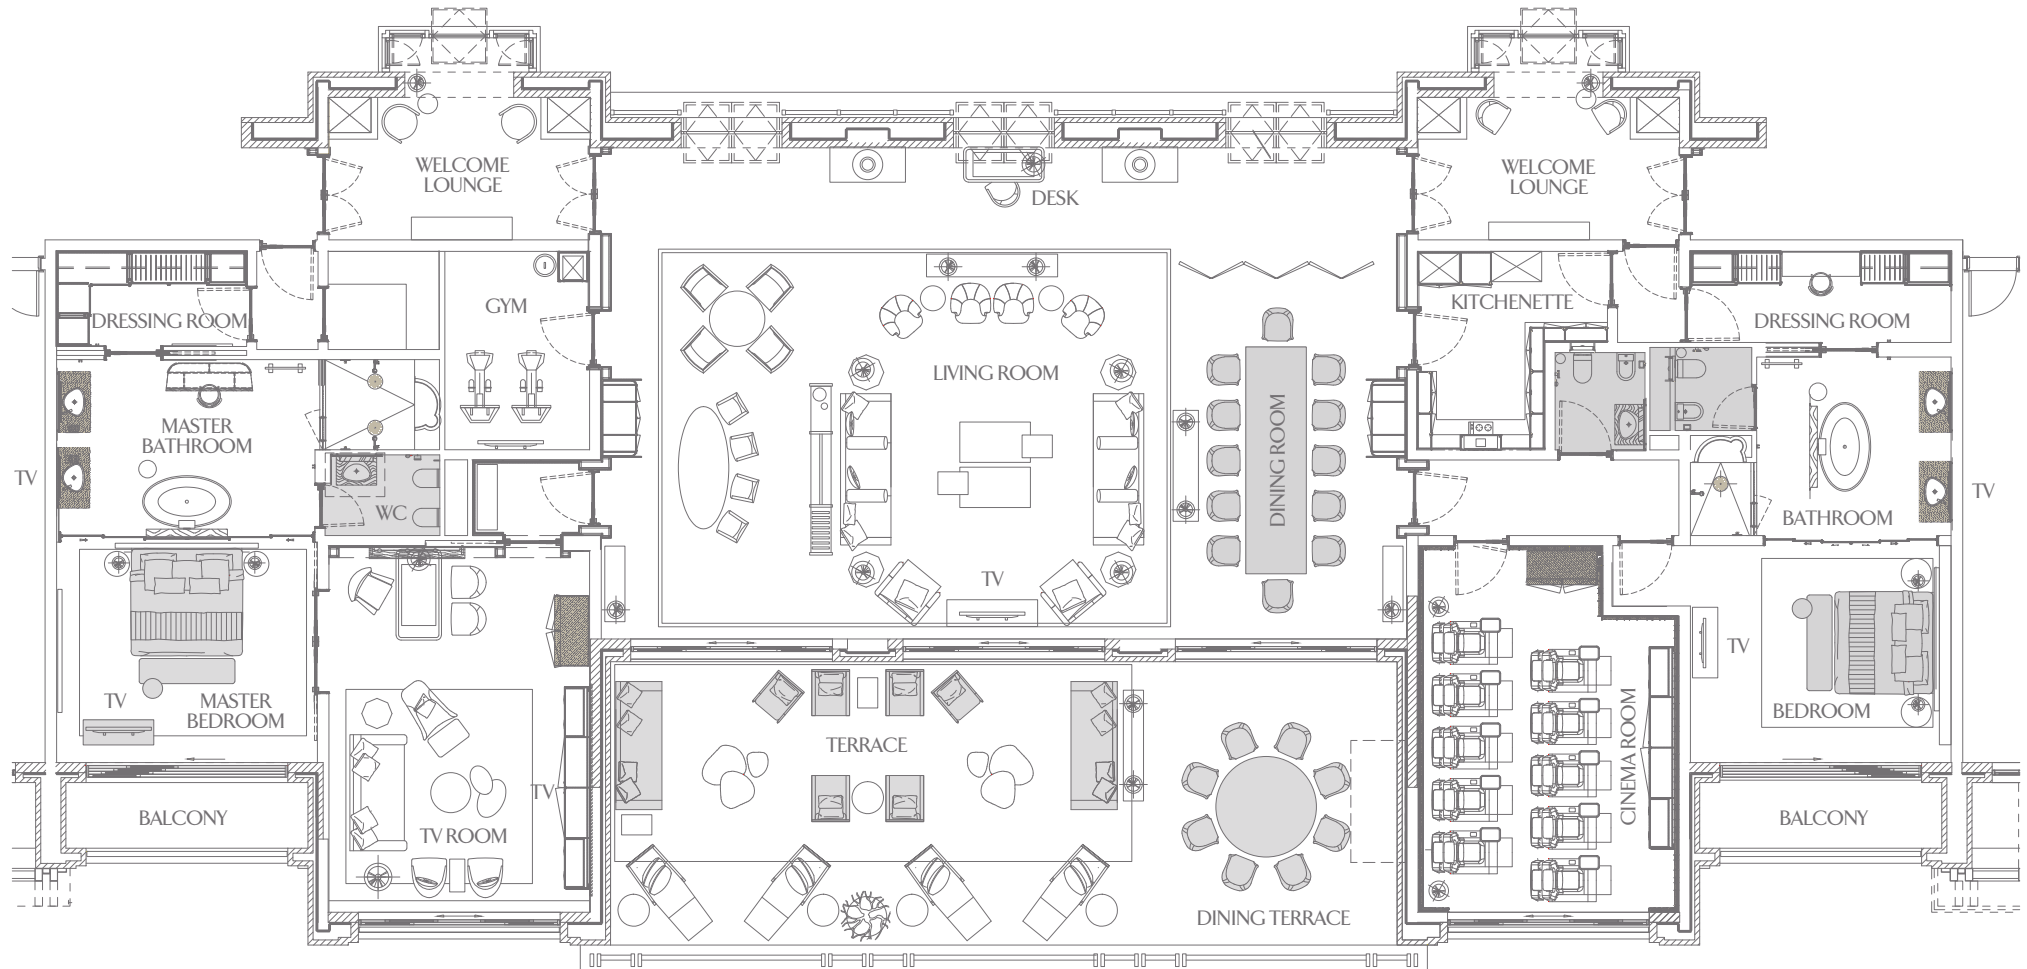 WELCOME
LOUNGE
WELCOME
LOUNGE
DESK
DRESSING ROOM
GYM
KITCHENETTE
DRESSING ROOM
LIVING ROOM
DINING ROOM
MASTER
BATHROOM
TV
WC
BATHROOM
TV
TV
TV
MASTER
BEDROOM
TV
BEDROOM
TERRACE
CINEMA ROOM
TV
BALCONY
TV ROOM
BALCONY
DINING TERRACE